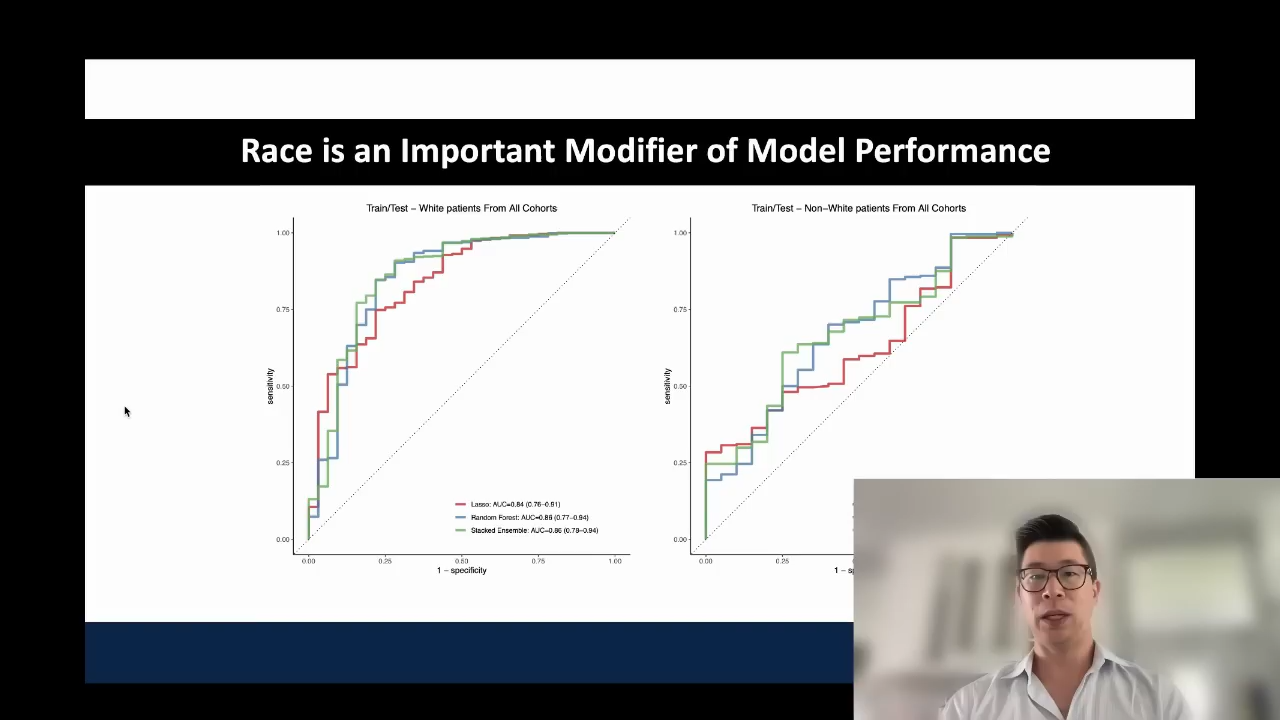 Race is an Important Modifier of Model Performance
Train/Test – White patients From All Cohorts
1.00
0.75
0.50
0.25
0.00
sensitivity
Lasso: AUC=0.84 (0.76–0.91)
Random Forest: AUC=0.86 (0.77–0.94)
Stacked Ensemble: AUC=0.86 (0.79–0.94)
0.00 0.25 0.50 0.75 1.00
1 – specificity
Train/Test – Non–White patients From All Cohorts
1.00
0.75
0.50
0.25
0.00
sensitivity
0.00 0.25
1 – sp